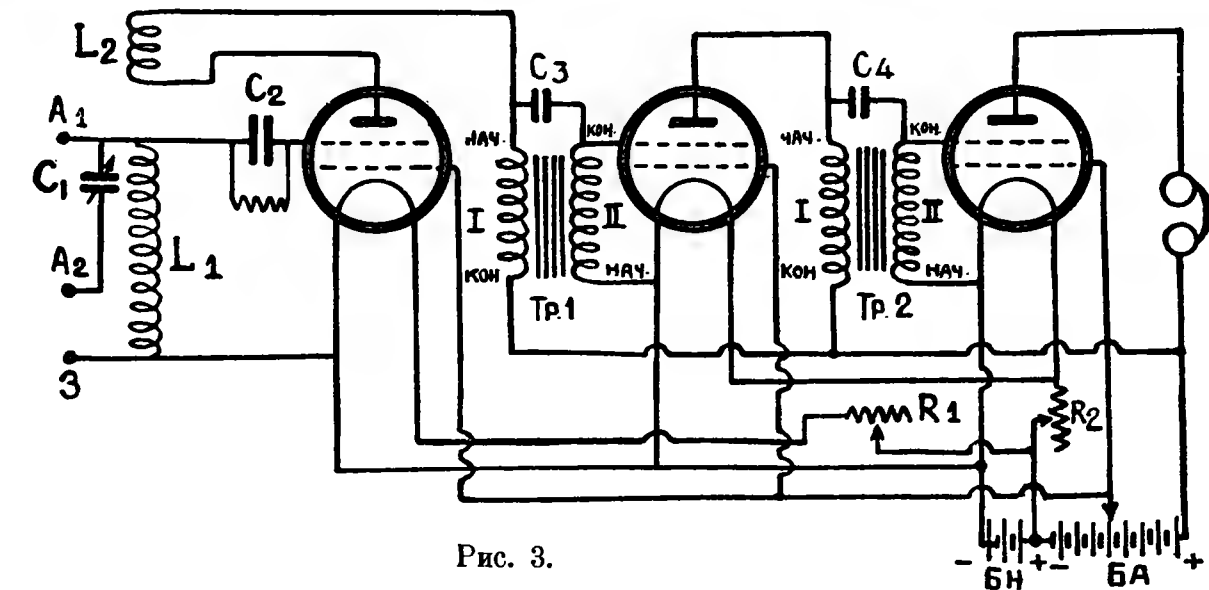 L2
A1
C2
C3
C4
C1
НАЧ.
КОН.
НАЧ.
КОН.
I
II
I
II
A2
L1
КОН
НАЧ.
КОН
НАЧ.
Тр.1
Тр.2
З
R1
R2
- БН + - БА +
Рис. 3.